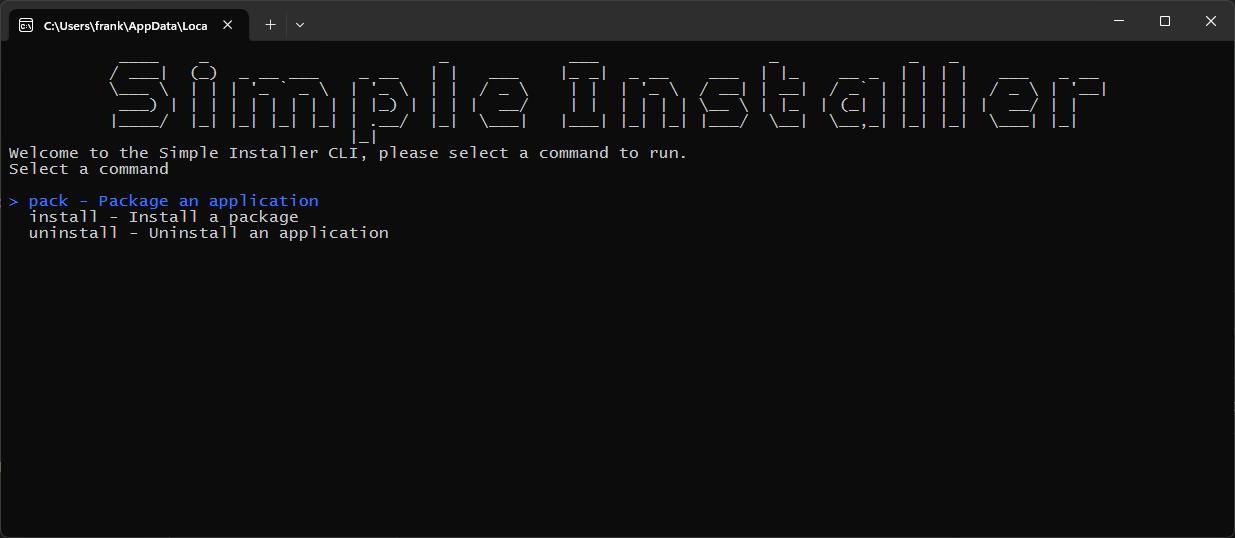 C:\Users\frank\AppData\Loca
Simple Installer
Welcome to the Simple Installer CLI, please select a command to run.
Select a command
> pack - Package an application
install - Install a package
uninstall - Uninstall an application